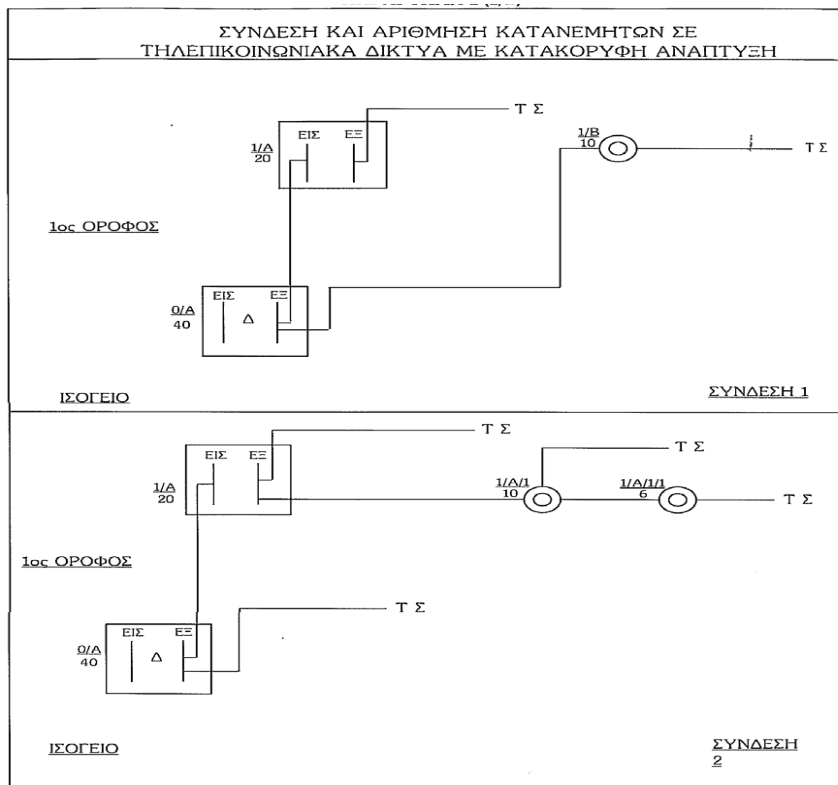 ΣΥΝΔΕΣΗ ΚΑΙ ΑΡΙΘΜΗΣΗ ΚΑΤΑΝΕΜΗΤΩΝ ΣΕ
ΤΗΛΕΠΙΚΟΙΝΩΝΙΑΚΑ ΔΙΚΤΥΑ ΜΕ ΚΑΤΑΚΟΡΥΦΗ ΑΝΑΠΤΥΞΗ
Τ Σ
ΕΙΣ ΕΞ
1/Α
20
1/Β
10
Τ Σ
1ος ΟΡΟΦΟΣ
ΕΙΣ ΕΞ
0/Α
40
Δ
ΙΣΟΓΕΙΟ
ΣΥΝΔΕΣΗ 1
Τ Σ
ΕΙΣ ΕΞ
Τ Σ
1/Α
20
1/Α/1
10
1/Α/1/1
6
Τ Σ
1ος ΟΡΟΦΟΣ
Τ Σ
ΕΙΣ ΕΞ
0/Α
40
Δ
ΙΣΟΓΕΙΟ
ΣΥΝΔΕΣΗ
2